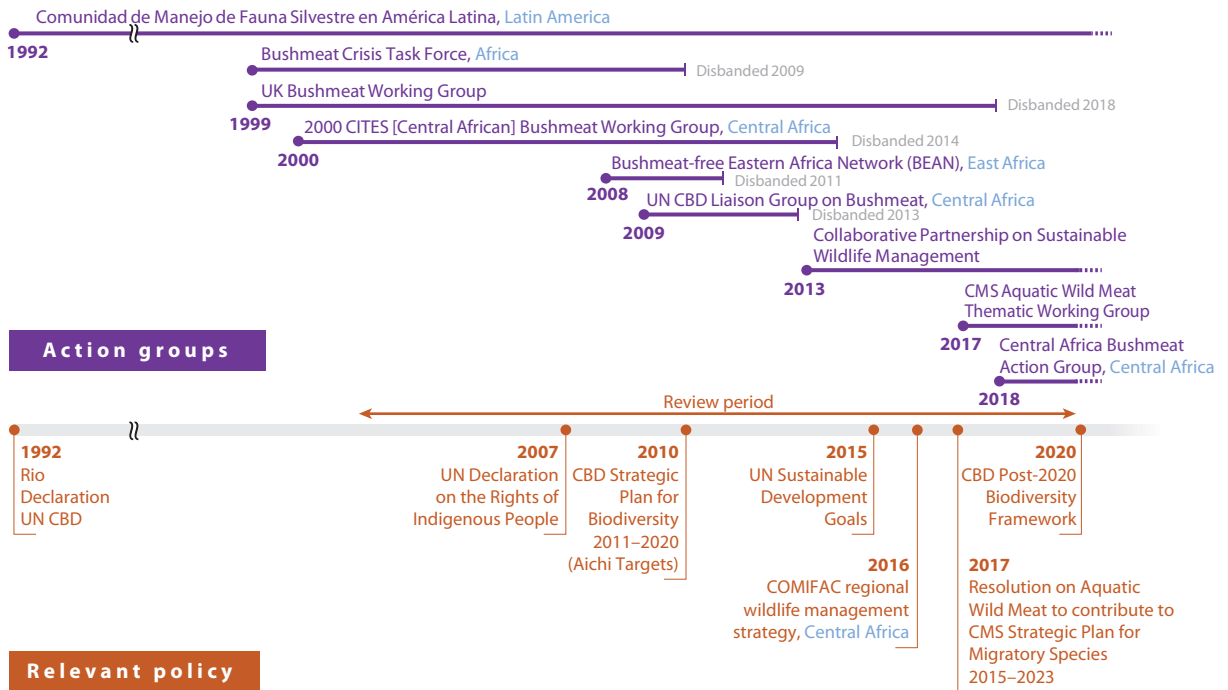 Comunidad de Manejo de Fauna Silvestre en América Latina, Latin America
1992
Bushmeat Crisis Task Force, Africa
Disbanded 2009
UK Bushmeat Working Group
Disbanded 2018
1999
2000 CITES [Central African] Bushmeat Working Group, Central Africa
Disbanded 2014
2000
Bushmeat-free Eastern Africa Network (BEAN), East Africa
Disbanded 2011
2008
UN CBD Liaison Group on Bushmeat, Central Africa
Disbanded 2013
2009
Collaborative Partnership on Sustainable
Wildlife Management
2013
CMS Aquatic Wild Meat
Thematic Working Group
2017
Central Africa Bushmeat
Action Group, Central Africa
2018
Action groups
Review period
1992
Rio
Declaration
UN CBD
2007
UN Declaration
on the Rights of
Indigenous People
2010
CBD Strategic
Plan for
Biodiversity
2011–2020
(Aichi Targets)
2015
UN Sustainable
Development
Goals
2016
COMIFAC regional
wildlife management
strategy, Central Africa
2017
Resolution on Aquatic
Wild Meat to contribute to
CMS Strategic Plan for
Migratory Species
2015–2023
2020
CBD Post-2020
Biodiversity
Framework
Relevant policy